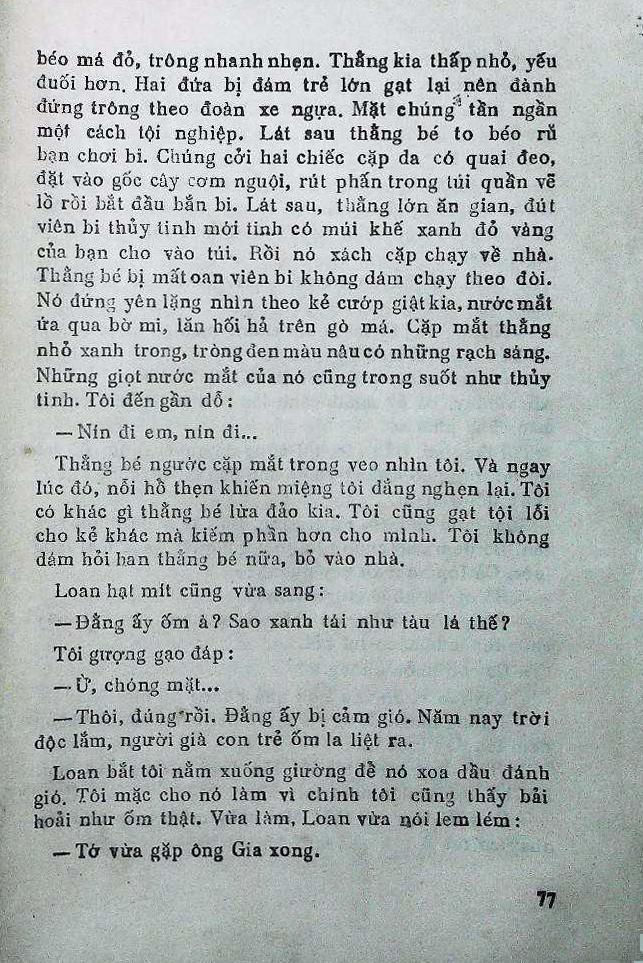 béo má đỏ, trông nhanh nhẹn. Thằng kia thấp nhỏ, yếu
đuối hơn. Hai đứa bị đám trẻ lớn gạt lại nên đành
đứng trông theo đoàn xe ngựa. Mặt chúng tần ngần
một cách tội nghiệp. Lát sau thằng bé to béo rủ
bạn chơi bi. Chúng cởi hai chiếc cặp da có quai đeo,
đặt vào gốc cây cơm nguội, rút phấn trong túi quần vẽ
lồ rồi bắt đầu bắn bi. Lát sau, thằng lớn ăn gian, đút
viên bi thủy tinh mới tinh có múi khế xanh đỏ vàng
của bạn cho vào túi. Rồi nó xách cặp chạy về nhà.
Thằng bé bị mất oan viên bi không dám chạy theo đòi.
Nó đứng yên lặng nhìn theo kẻ cướp giật kia, nước mắt
ứa qua bờ mi, lăn hối hả trên gò má. Cặp mắt thằng
nhỏ xanh trong, tròng đen màu nâu có những rạch sáng.
Những giọt nước mắt của nó cũng trong suốt như thủy
tinh. Tôi đến gần dỗ:
— Nín đi em, nín đi...
Thằng bé ngước cặp mắt trong veo nhìn tôi. Và ngay
lúc đó, nỗi hổ thẹn khiến miệng tôi đắng nghẹn lại. Tôi
có khác gì thằng bé lừa đảo kia. Tôi cũng gạt tội lỗi
cho kẻ khác mà kiếm phần hơn cho mình. Tôi không
dám hỏi han thằng bé nữa, bỏ vào nhà.
Loan hạt mít cũng vừa sang:
— Đằng ấy ốm à? Sao xanh tái như tàu lá thế?
Tôi gượng gạo đáp:
— Ừ, chóng mặt...
— Thôi, đúng rồi. Đằng ấy bị cảm gió. Năm nay trời
độc lắm, người già con trẻ ốm la liệt ra.
Loan bắt tôi nằm xuống giường để nó xoa dầu đánh
gió. Tôi mặc cho nó làm vì chính tôi cũng thấy bải
hoải như ốm thật. Vừa làm, Loan vừa nói lem lém:
— Tớ vừa gặp ông Gia xong.
77